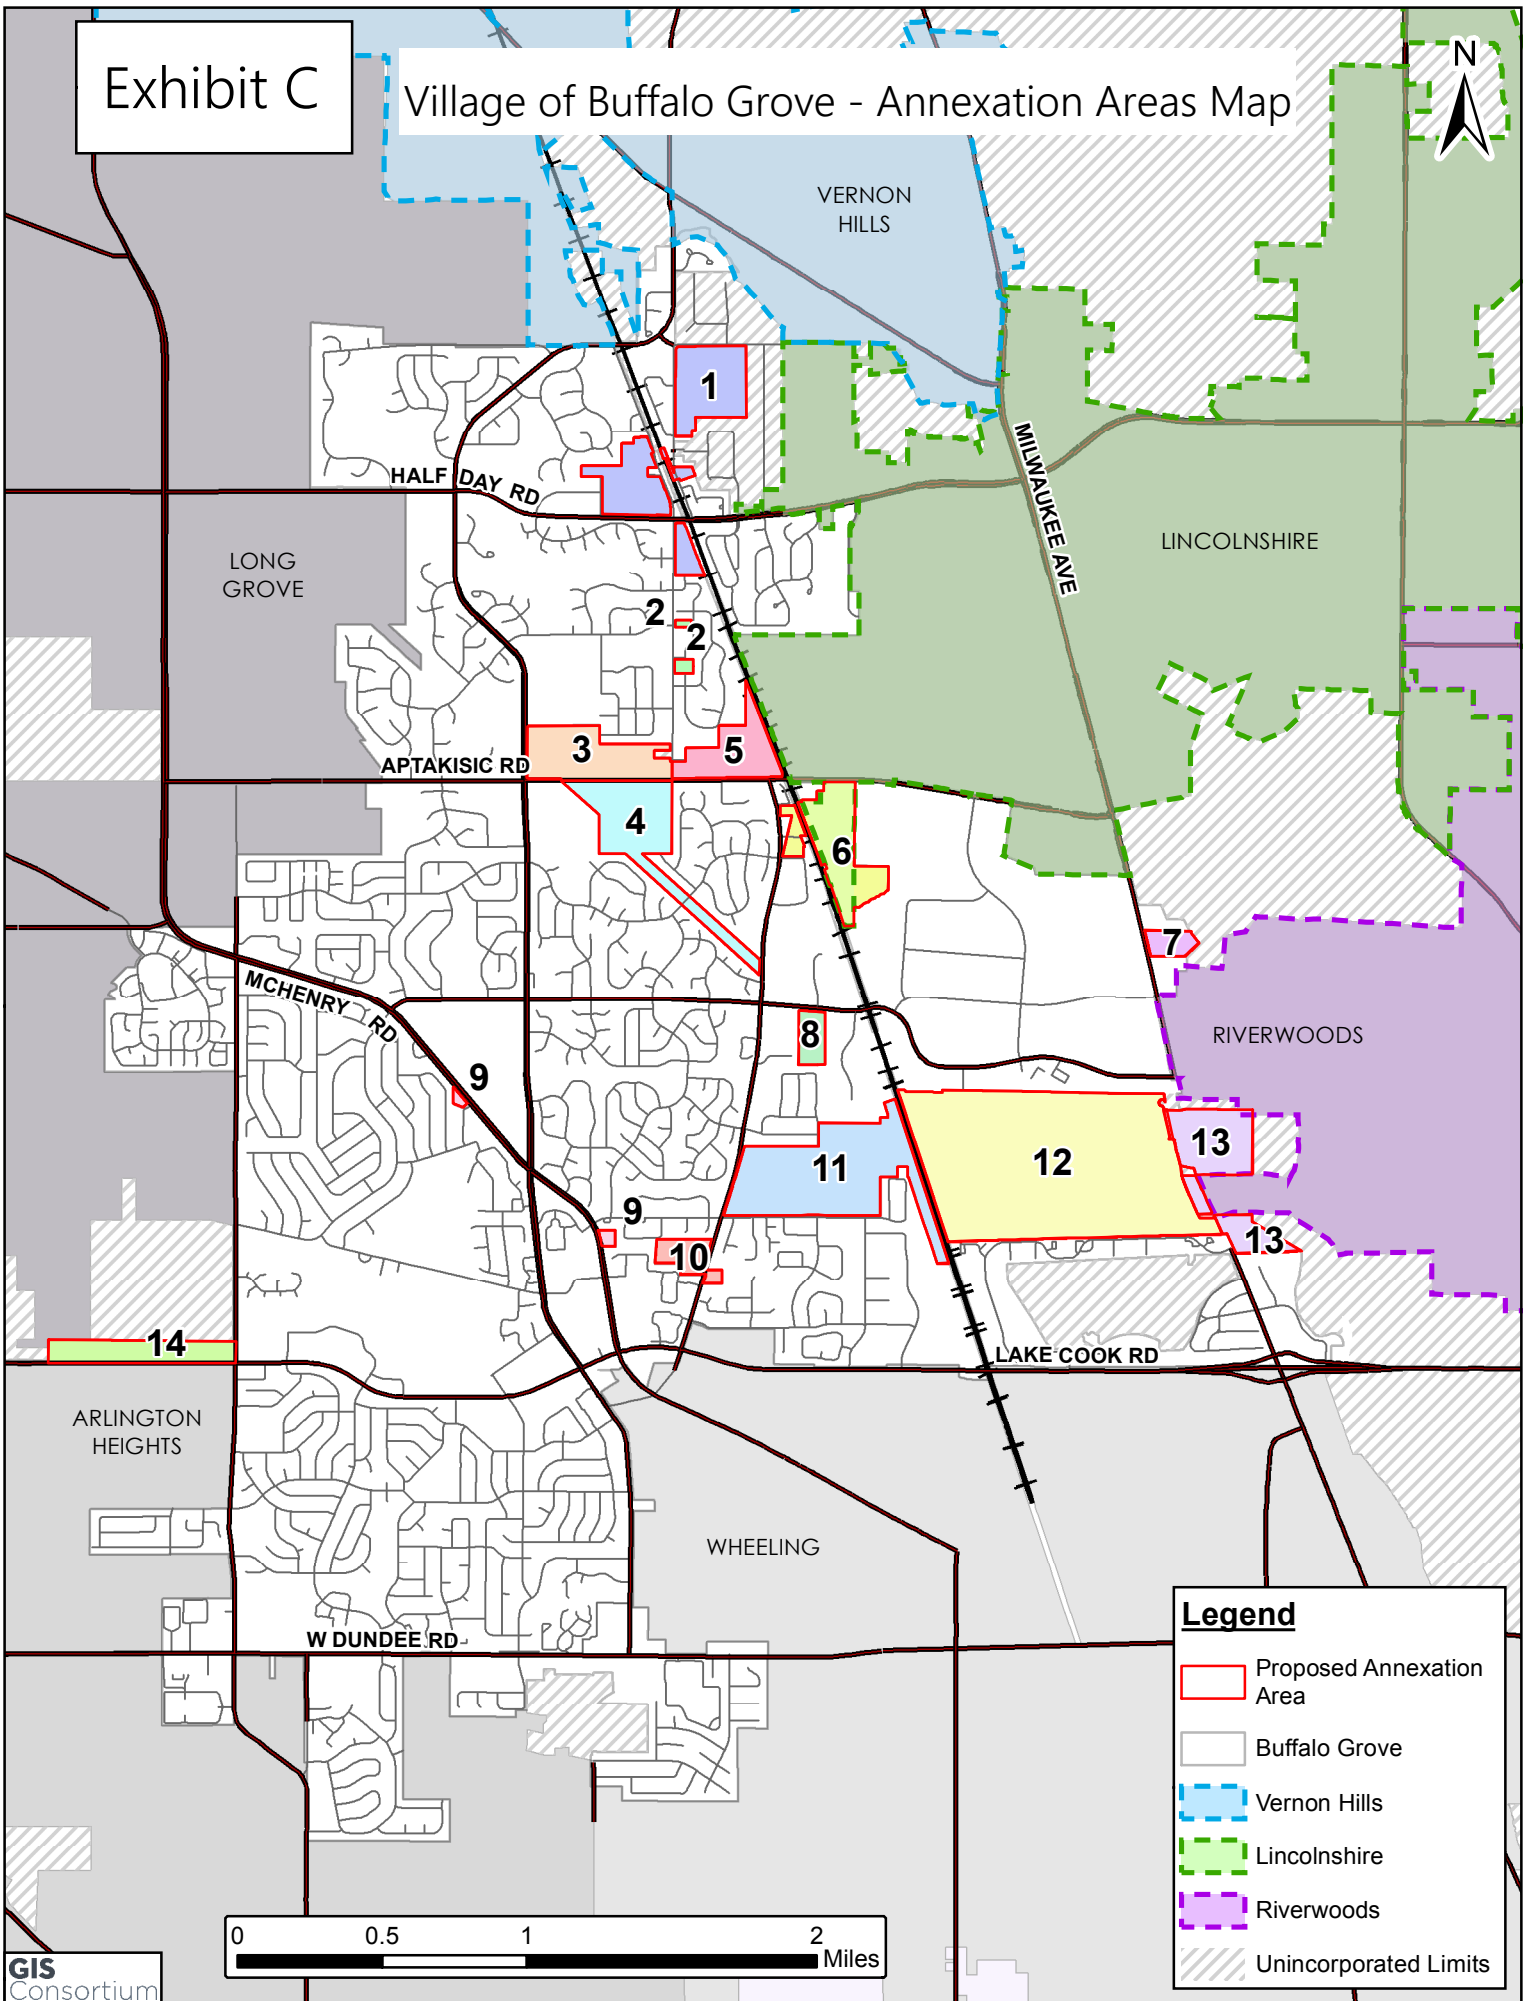 Exhibit C
Village of Buffalo Grove - Annexation Areas Map
N
VERNON
HILLS
1
HALF DAY RD
MILWAUKEE AVE
LINCOLNSHIRE
LONG
GROVE
2
2
3
5
APTAKISIC RD
4
6
7
MCHENRY RD
8
RIVERWOODS
9
13
11
12
9
10
13
14
LAKE COOK RD
ARLINGTON
HEIGHTS
WHEELING
W DUNDEE RD
Legend
Proposed Annexation
Area
Buffalo Grove
Vernon Hills
Lincolnshire
Riverwoods
Unincorporated Limits
0 0.5 1 2
Miles
GIS
Consortium